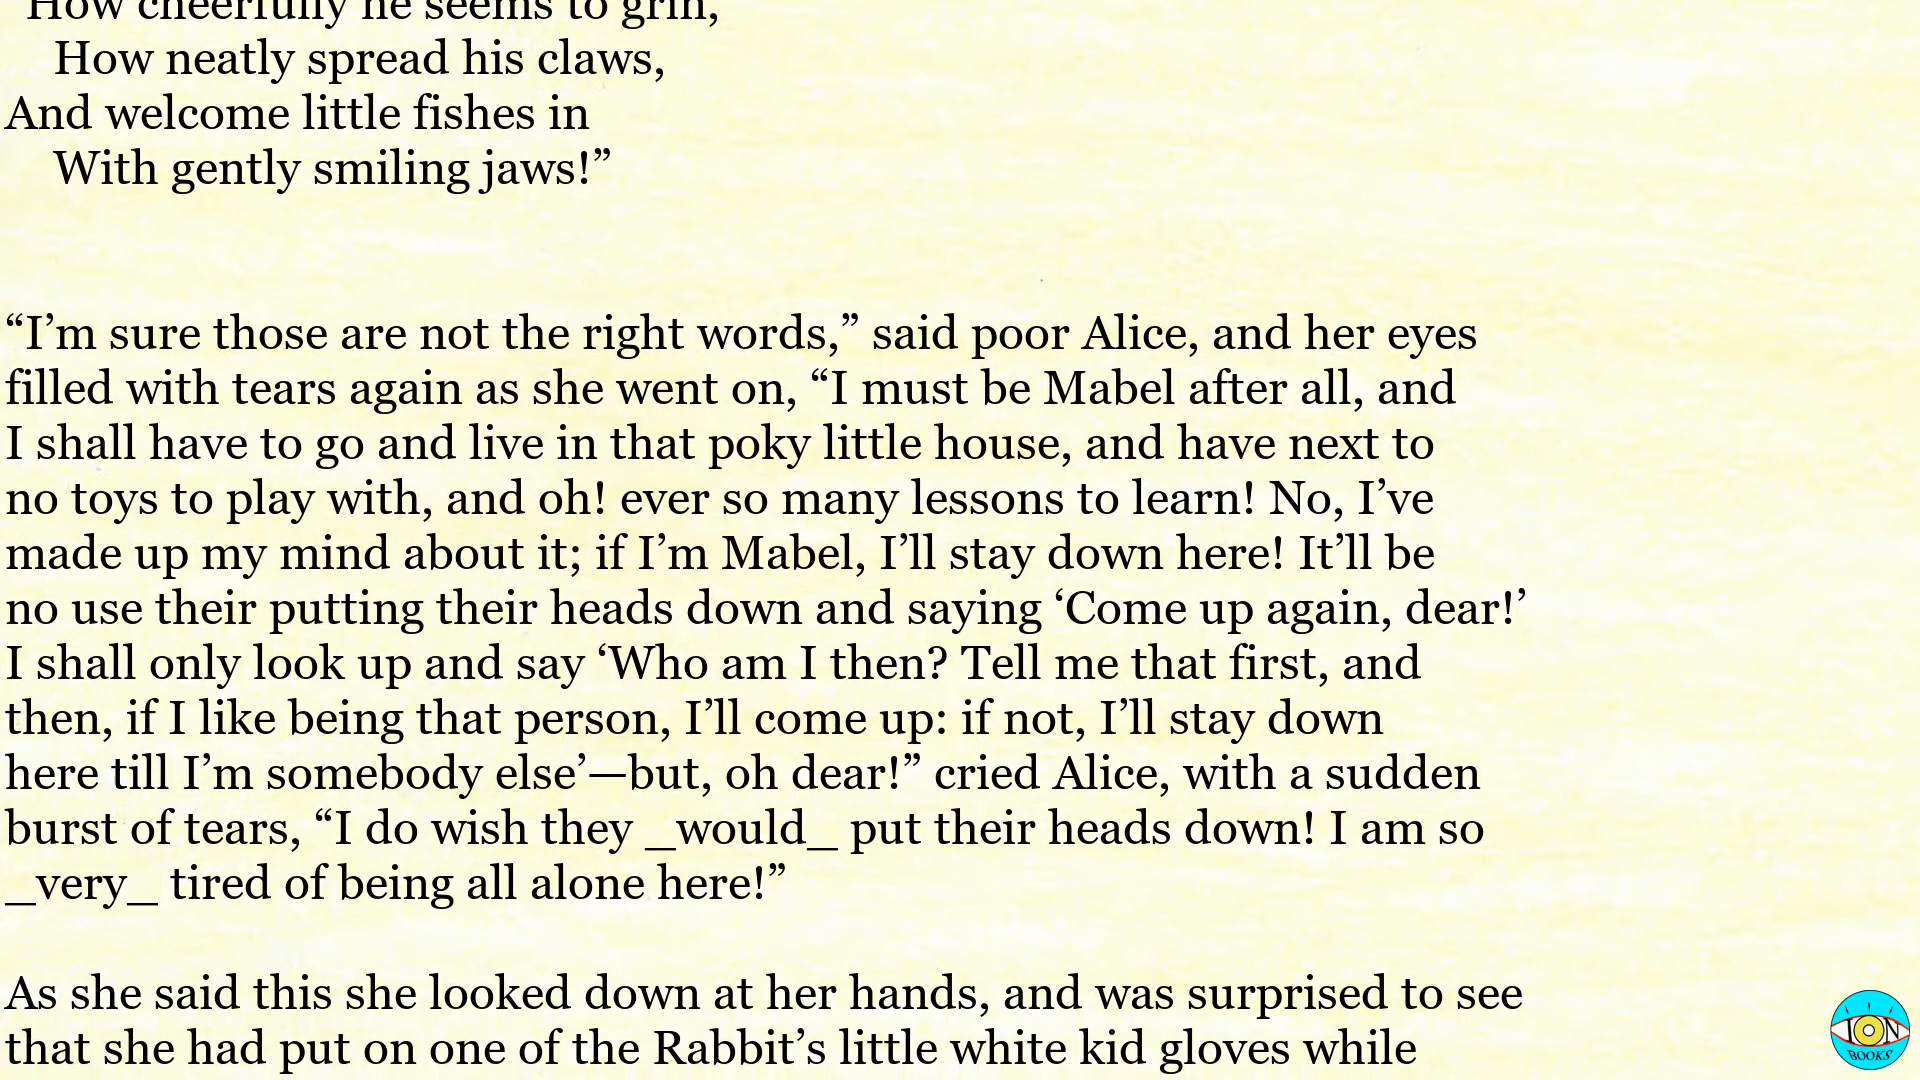 “How cheerfully he seems to grin,
How neatly spread his claws,
And welcome little fishes in
With gently smiling jaws!”
“I’m sure those are not the right words,” said poor Alice, and her eyes
filled with tears again as she went on, “I must be Mabel after all, and
I shall have to go and live in that poky little house, and have next to
no toys to play with, and oh! ever so many lessons to learn! No, I’ve
made up my mind about it; if I’m Mabel, I’ll stay down here! It’ll be
no use their putting their heads down and saying ‘Come up again, dear!’
I shall only look up and say ‘Who am I then? Tell me that first, and
then, if I like being that person, I’ll come up: if not, I’ll stay down
here till I’m somebody else’—but, oh dear!” cried Alice, with a sudden
burst of tears, “I do wish they _would_ put their heads down! I am so
_very_ tired of being all alone here!”
As she said this she looked down at her hands, and was surprised to see
that she had put on one of the Rabbit’s little white kid gloves while
ION
BOOKS